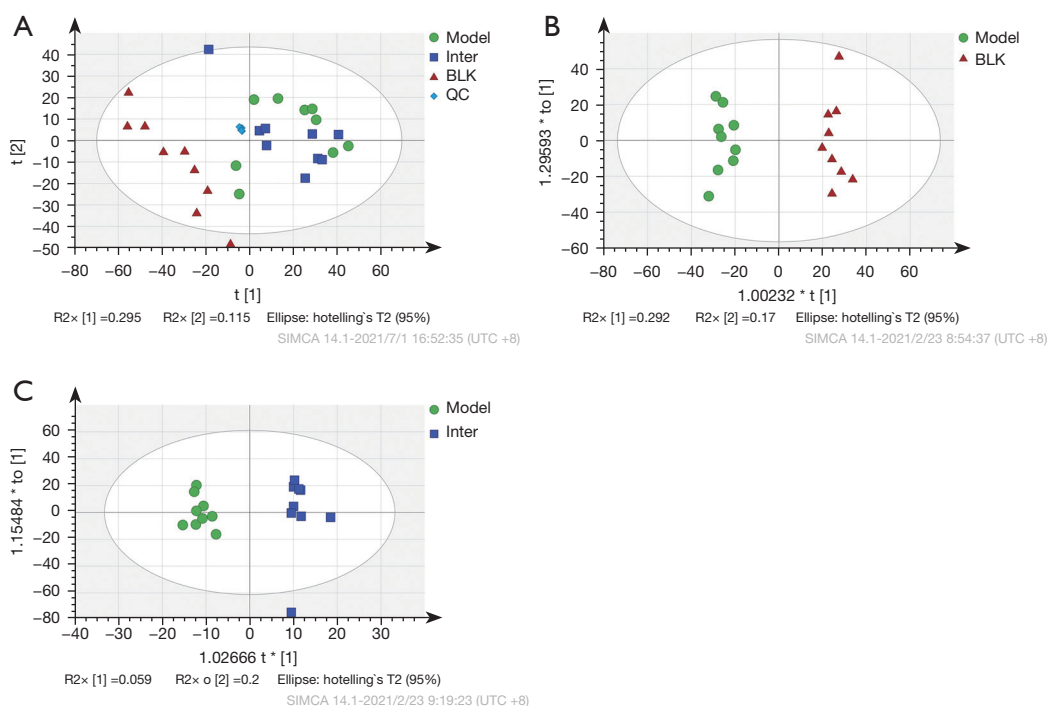 A
Model
Inter
BLK
QC
t [2]
40
30
20
10
0
−10
−20
−30
−40
−50
−80 −60 −40 −20 0 20 40 60 80
t [1]
R2× [1] =0.295 R2× [2] =0.115 Ellipse: hotelling`s T2 (95%)
SIMCA 14.1-2021/7/1 16:52:35 (UTC +8)
B
Model
BLK
1.29593 * to [1]
40
20
0
−20
−40
−60
−80 −60 −40 −20 0 20 40 60
1.00232 * t [1]
R2× [1] =0.292 R2× [2] =0.17 Ellipse: hotelling`s T2 (95%)
SIMCA 14.1-2021/2/23 8:54:37 (UTC +8)
C
Model
Inter
1.15484 * to [1]
60
40
20
0
−20
−40
−60
−80
−40 −30 −20 −10 0 10 20 30
1.02666 t * [1]
R2× [1] =0.059 R2× o [2] =0.2 Ellipse: hotelling`s T2 (95%)
SIMCA 14.1-2021/2/23 9:19:23 (UTC +8)